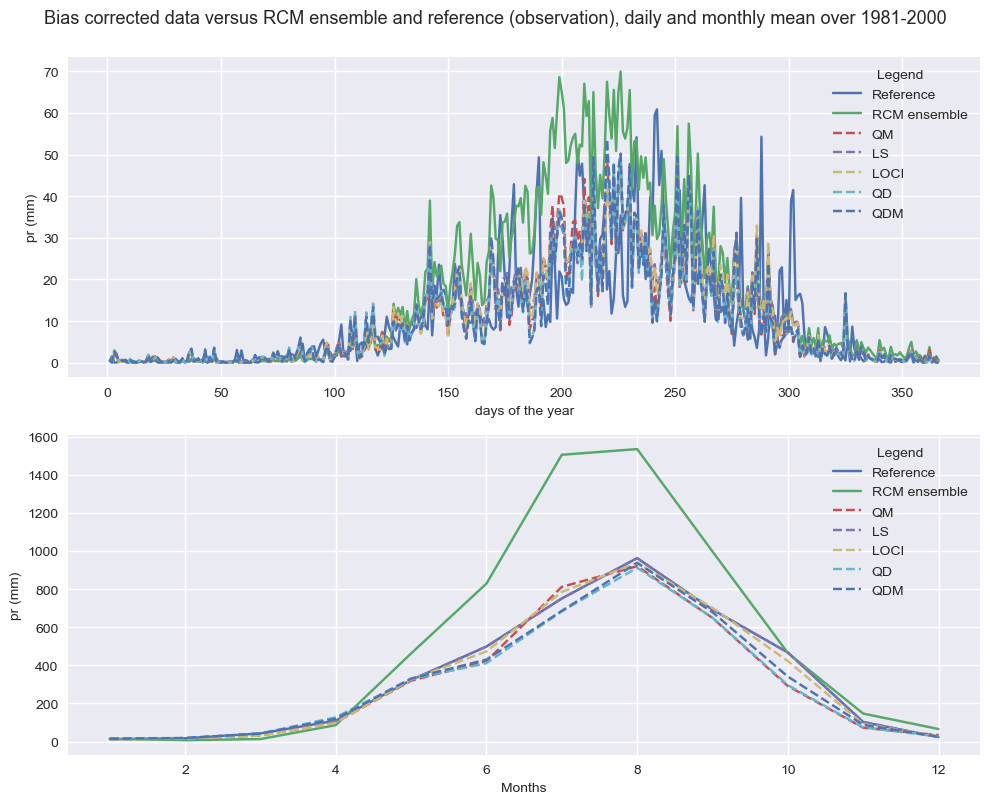 Bias corrected data versus RCM ensemble and reference (observation), daily and monthly mean over 1981-2000
pr (mm)
70
60
50
40
30
20
10
0
Legend
Reference
RCM ensemble
QM
LS
LOCI
QD
QDM
0 50 100 150 200 250 300 350
days of the year
pr (mm)
1600
1400
1200
1000
800
600
400
200
0
Legend
Reference
RCM ensemble
QM
LS
LOCI
QD
QDM
2 4 6 8 10 12
Months